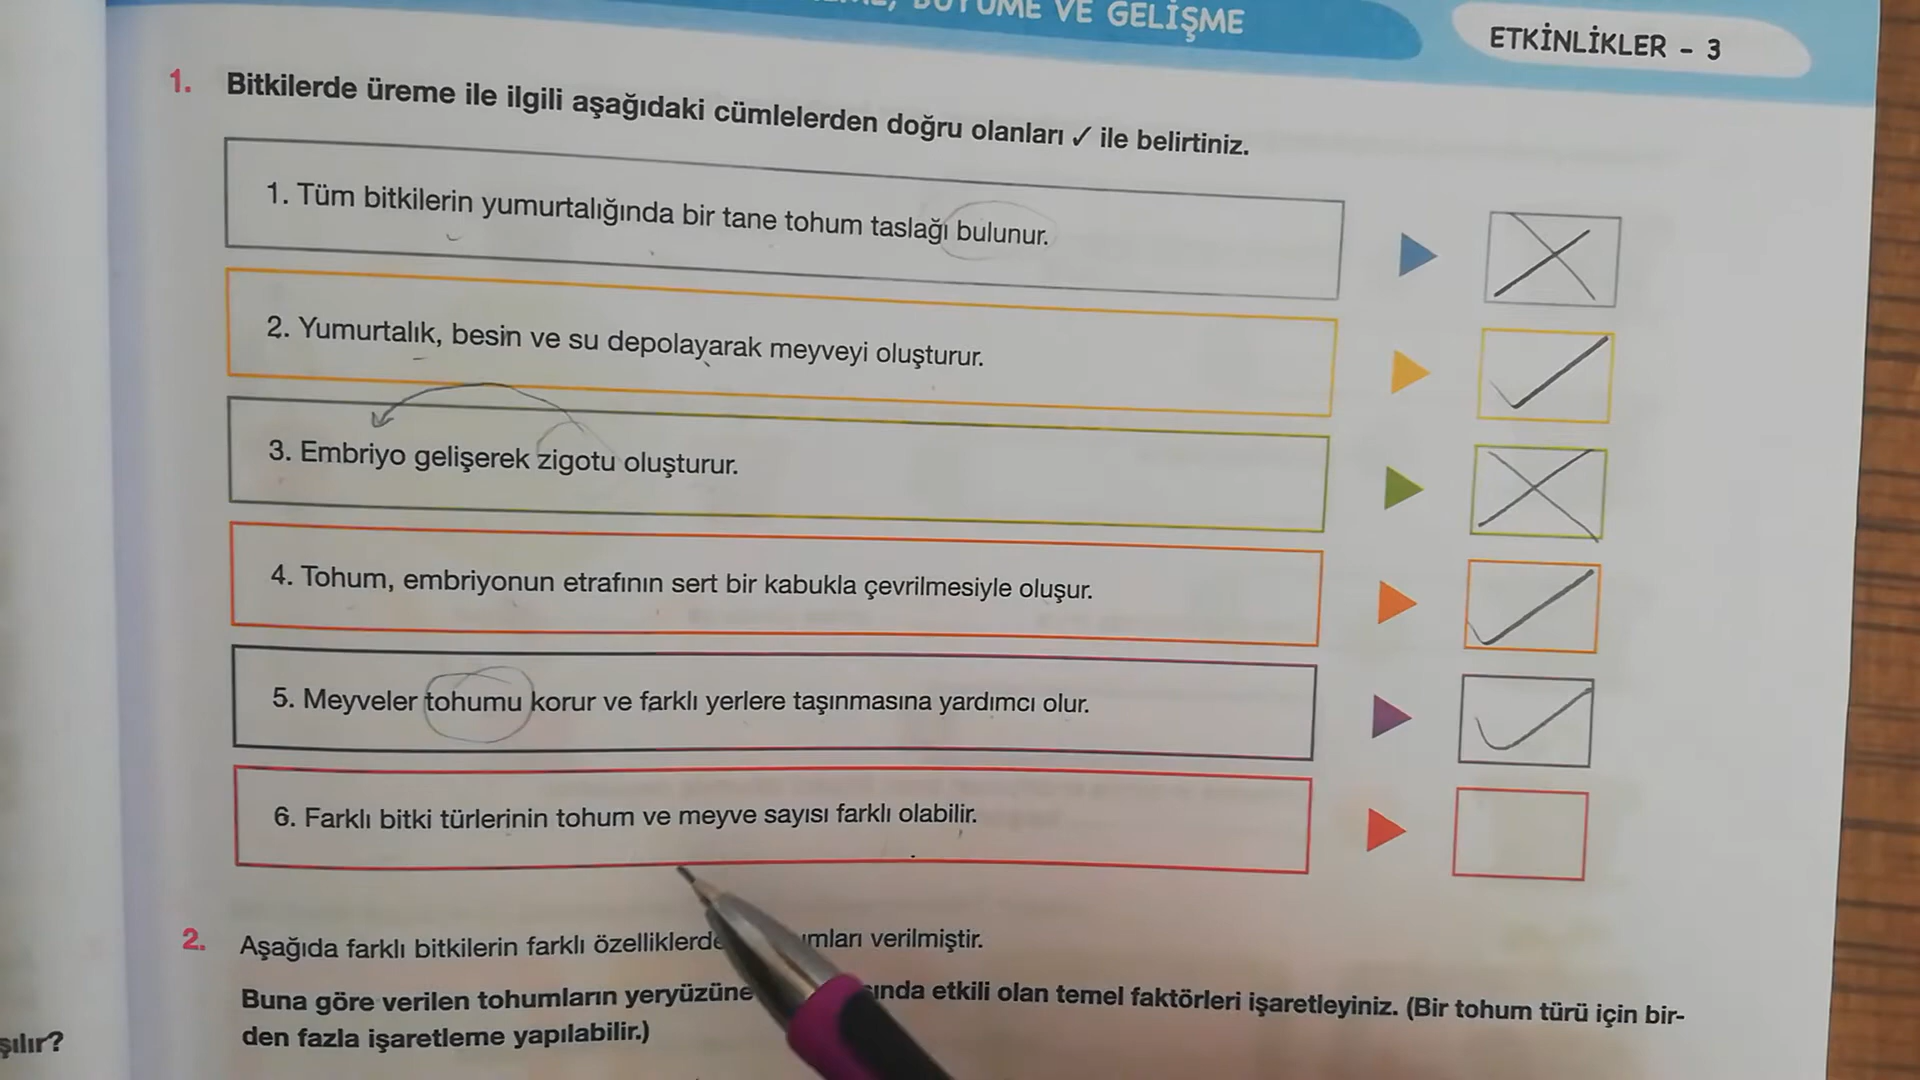 VE GELİŞME
ETKİNLİKLER - 3
1. Bitkilerde üreme ile ilgili aşağıdaki cümlelerden doğru olanları ✓ ile belirtiniz.
1. Tüm bitkilerin yumurtalığında bir tane tohum taslağı bulunur.
2. Yumurtalık, besin ve su depolayarak meyveyi oluşturur.
3. Embriyo gelişerek zigotu oluşturur.
4. Tohum, embriyonun etrafının sert bir kabukla çevrilmesiyle oluşur.
5. Meyveler tohumu korur ve farklı yerlere taşınmasına yardımcı olur.
6. Farklı bitki türlerinin tohum ve meyve sayısı farklı olabilir.
2. Aşağıda farklı bitkilerin farklı verilmiştir.
Buna göre verilen tohumların yeryüzüne etkili olan temel faktörleri işaretleyiniz. (Bir tohum türü için bir-
den fazla işaretleme yapılabilir.)
şılır?